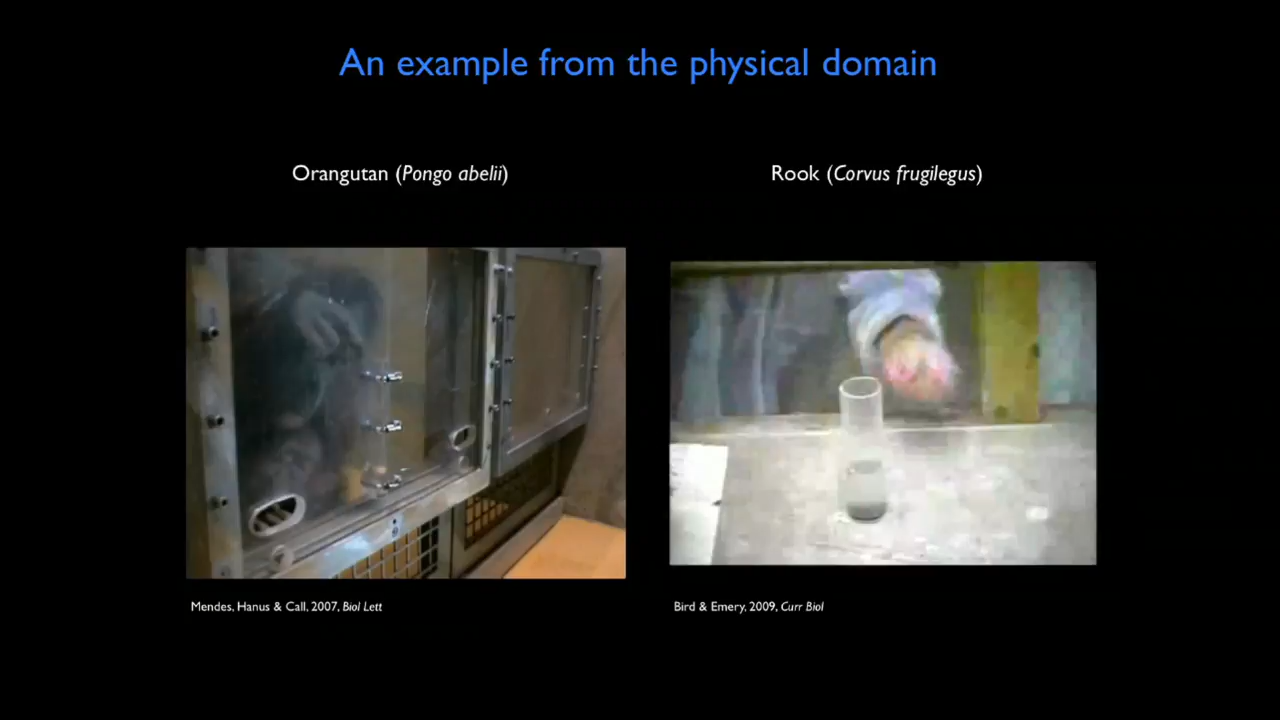 An example from the physical domain
Orangutan (Pongo abelii)
Rook (Corvus frugilegus)
Mendes, Hanus & Call, 2007, Biol Lett
Bird & Emery, 2009, Curr Biol